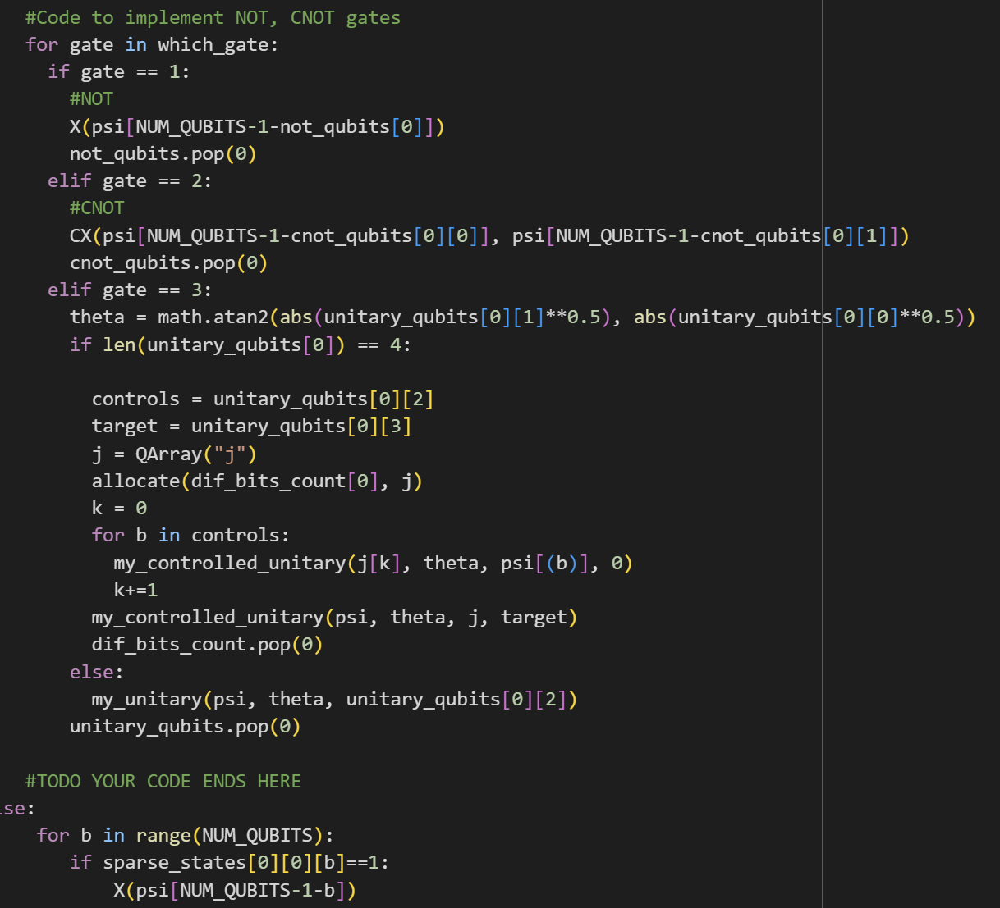 #Code to implement NOT, CNOT gates
for gate in which_gate:
if gate == 1:
#NOT
X(psi[NUM_QUBITS-1-not_qubits[0]])
not_qubits.pop(0)
elif gate == 2:
#CNOT
CX(psi[NUM_QUBITS-1-cnot_qubits[0][0]], psi[NUM_QUBITS-1-cnot_qubits[0][1]])
cnot_qubits.pop(0)
elif gate == 3:
theta = math.atan2(abs(unitary_qubits[0][1]**0.5), abs(unitary_qubits[0][0]**0.5))
if len(unitary_qubits[0]) == 4:
controls = unitary_qubits[0][2]
target = unitary_qubits[0][3]
j = QArray("j")
allocate(dif_bits_count[0], j)
k = 0
for b in controls:
my_controlled_unitary(j[k], theta, psi[(b)], 0)
k+=1
my_controlled_unitary(psi, theta, j, target)
dif_bits_count.pop(0)
else:
my_unitary(psi, theta, unitary_qubits[0][2])
unitary_qubits.pop(0)
#TODO YOUR CODE ENDS HERE
lse:
for b in range(NUM_QUBITS):
if sparse_states[0][0][b]==1:
X(psi[NUM_QUBITS-1-b])